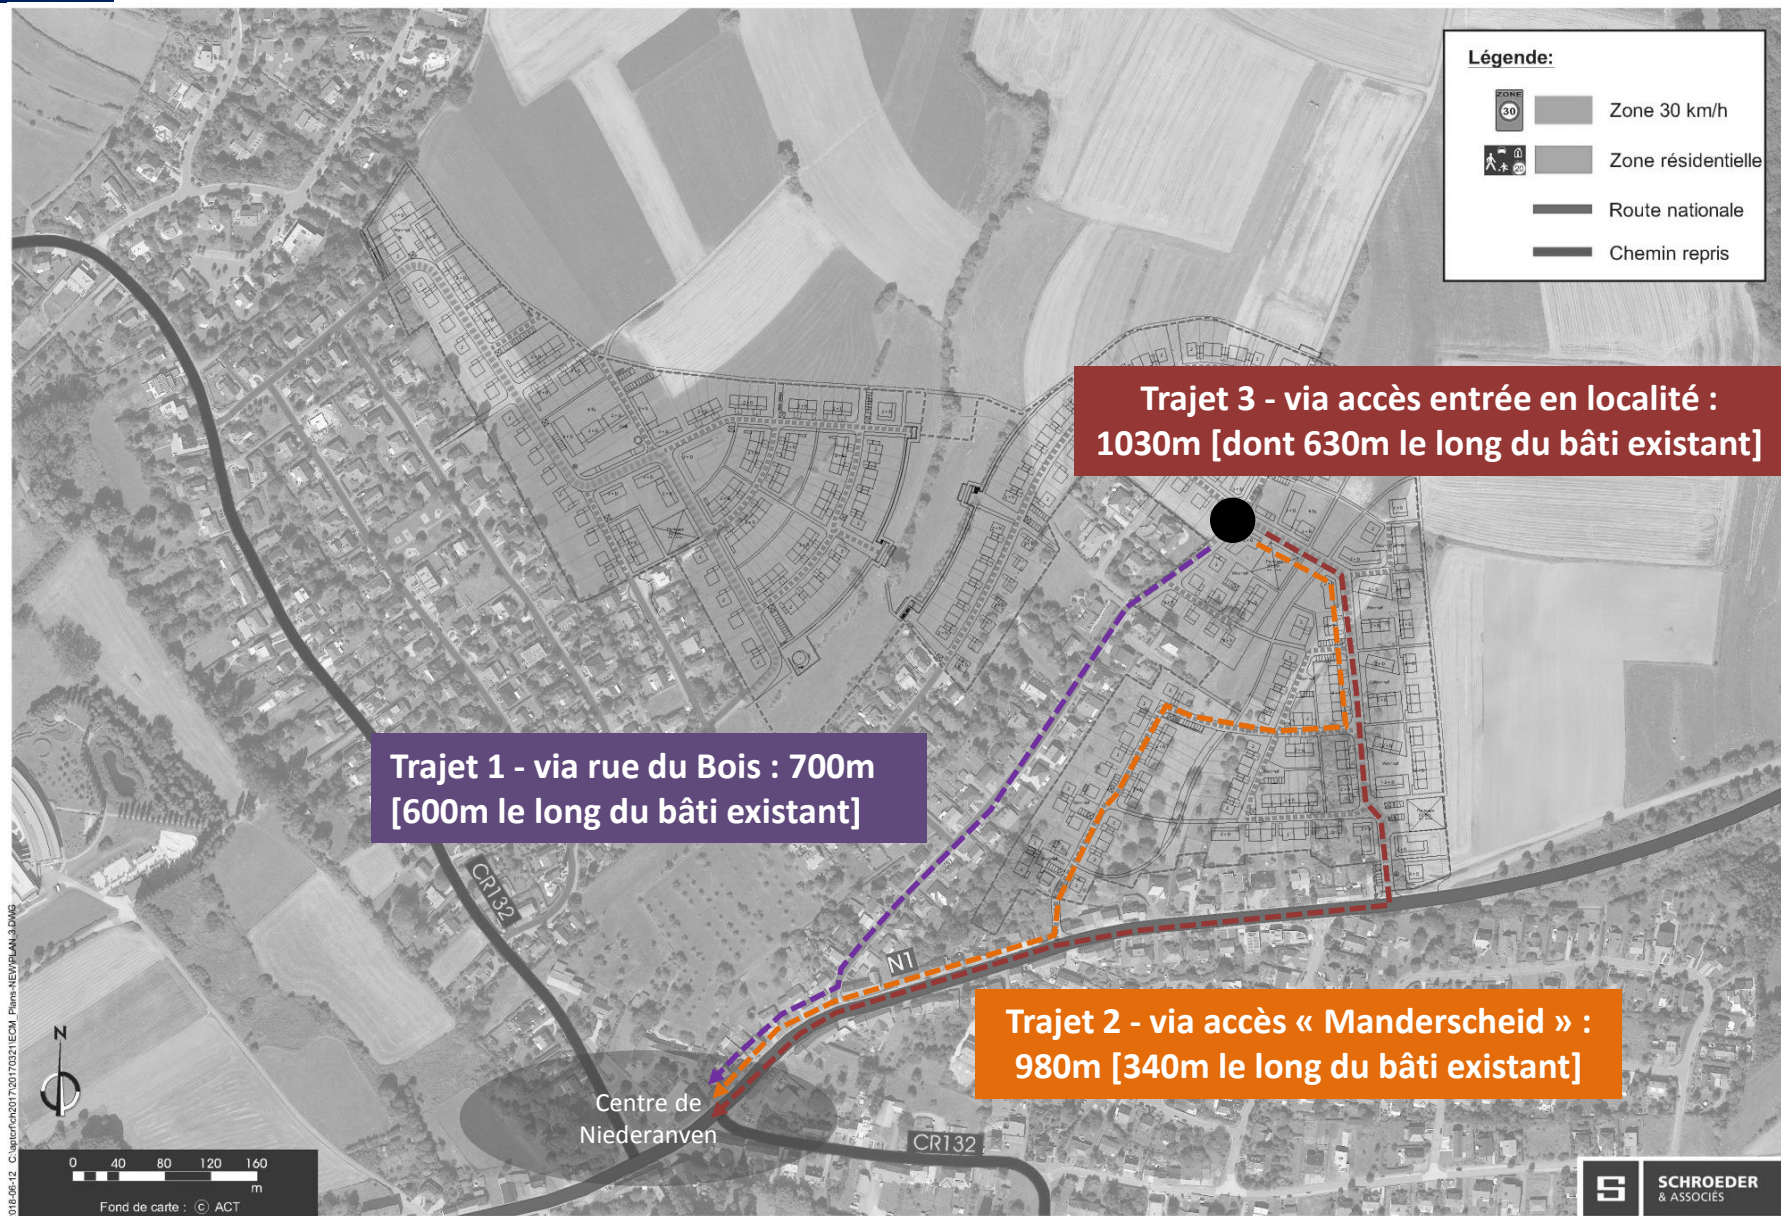 Légende:
ZONE
30
Zone 30 km/h
20
Zone résidentielle
Route nationale
Chemin repris
Trajet 3 - via accès entrée en localité :
1030m [dont 630m le long du bâti existant]
Trajet 1 - via rue du Bois : 700m
[600m le long du bâti existant]
CR132
N1
Trajet 2 - via accès « Manderscheid » :
980m [340m le long du bâti existant]
Centre de
Niederanven
CR132
N
0 40 80 120 160
m
Fond de carte : © ACT
SCHROEDER
& ASSOCIÉS